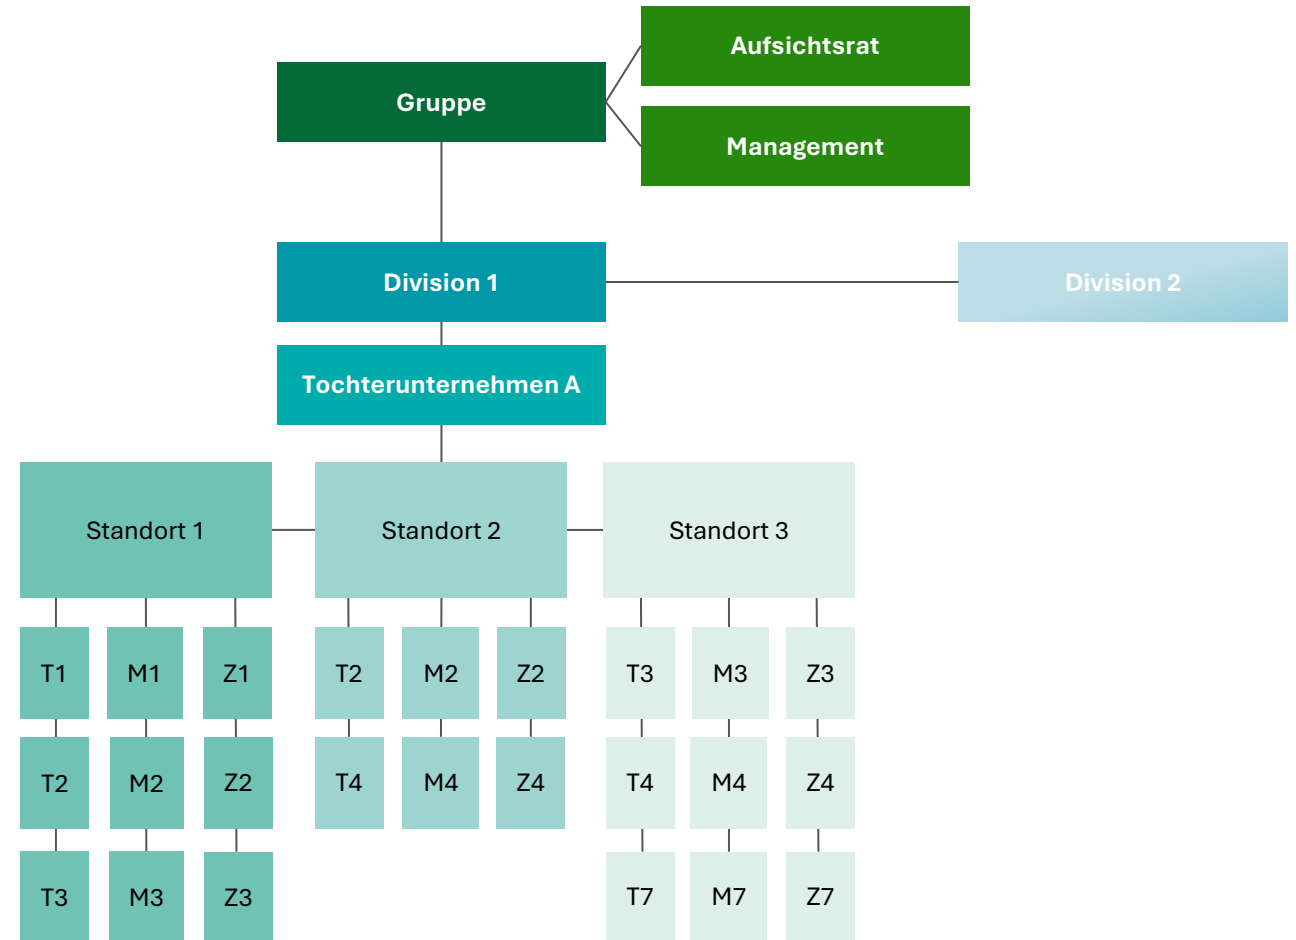 Aufsichtsrat
Gruppe
Management
Division 1
Division 2
Tochterunternehmen A
Standort 1
Standort 2
Standort 3
T1 M1 Z1 T2 M2 Z2 T3 M3 Z3
T2 M2 Z2 T4 M4 Z4 T4 M4 Z4
T3 M3 Z3 T7 M7 Z7